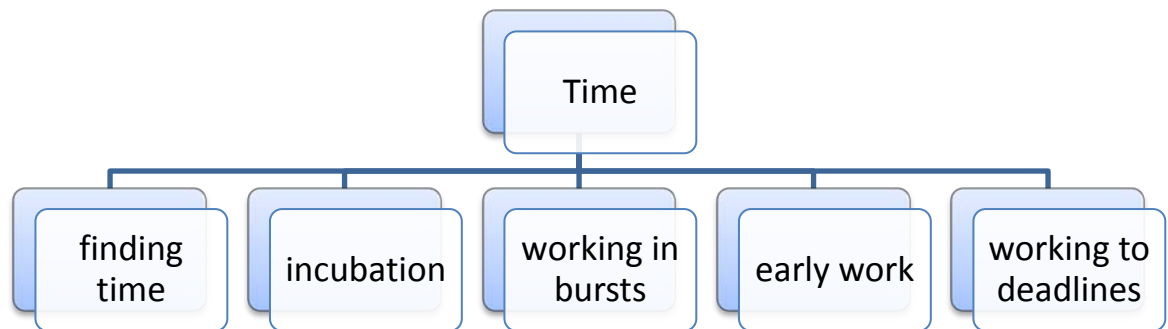 Time
finding
time
incubation
working in
bursts
early work
working to
deadlines